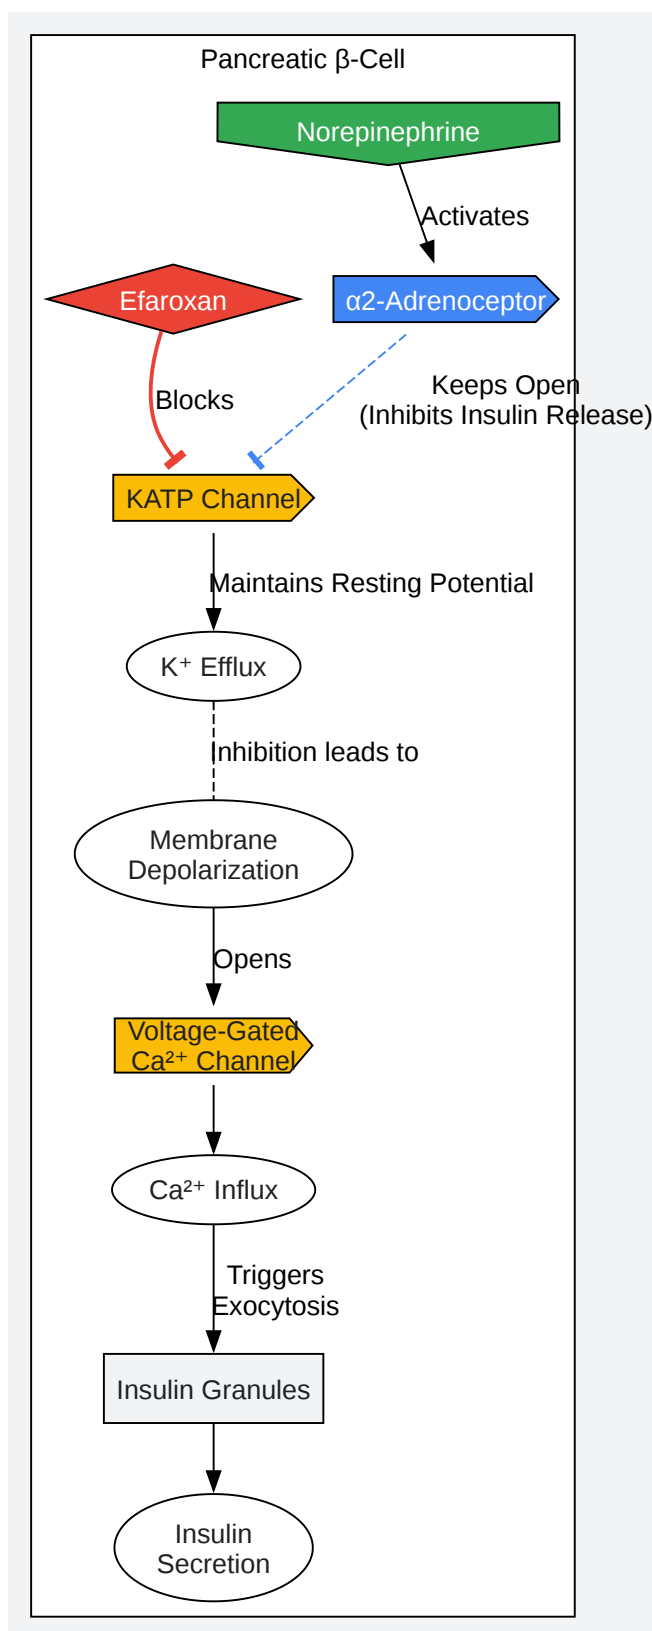 Pancreatic β-Cell
Norepinephrine
Activates
Efaroxan
α2-Adrenoceptor
Blocks
Keeps Open
(Inhibits Insulin Release)
KATP Channel
Maintains Resting Potential
K⁺ Efflux
Inhibition leads to
Membrane
Depolarization
Opens
Voltage-Gated
Ca²⁺ Channel
Ca²⁺ Influx
Triggers
Exocytosis
Insulin Granules
Insulin
Secretion